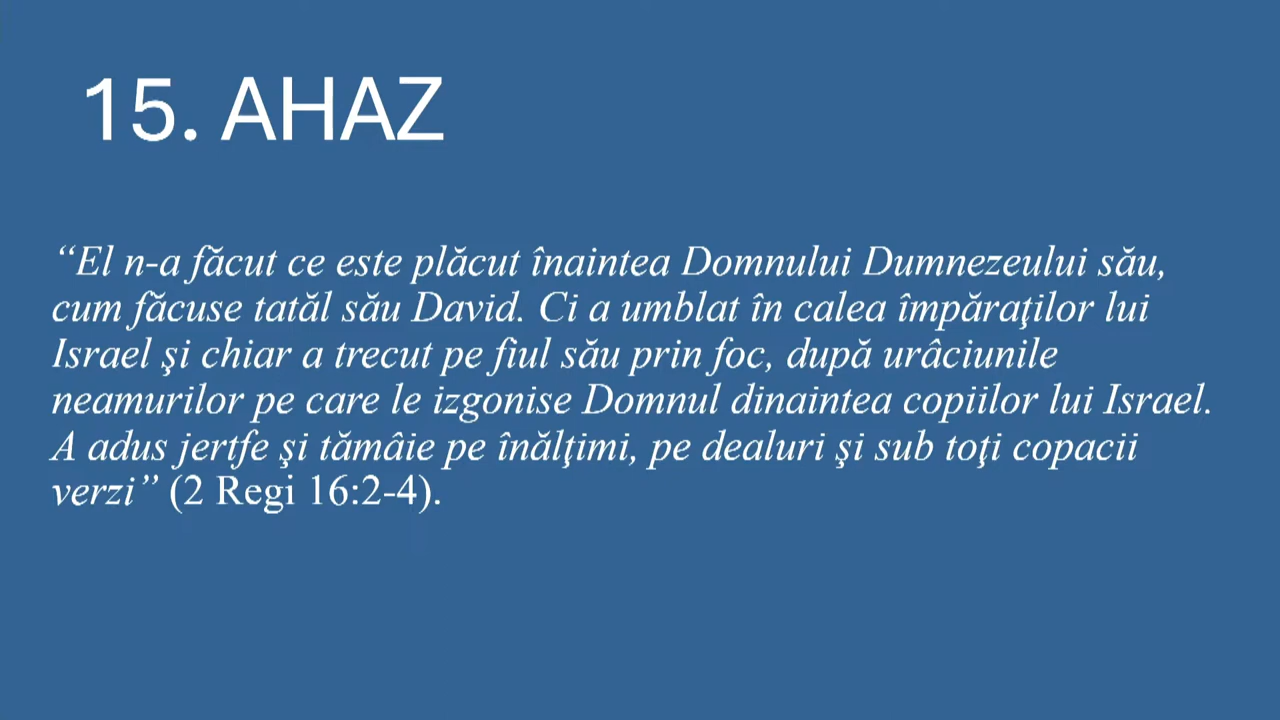 15. AHAZ
“El n-a făcut ce este plăcut înaintea Domnului Dumnezeului său,
cum făcuse tatăl său David. Ci a umblat în calea împăraţilor lui
Israel şi chiar a trecut pe fiul său prin foc, după urâciunile
neamurilor pe care le izgonise Domnul dinaintea copiilor lui Israel.
A adus jertfe şi tămâie pe înălţimi, pe dealuri şi sub toţi copacii
verzi” (2 Regi 16:2-4).